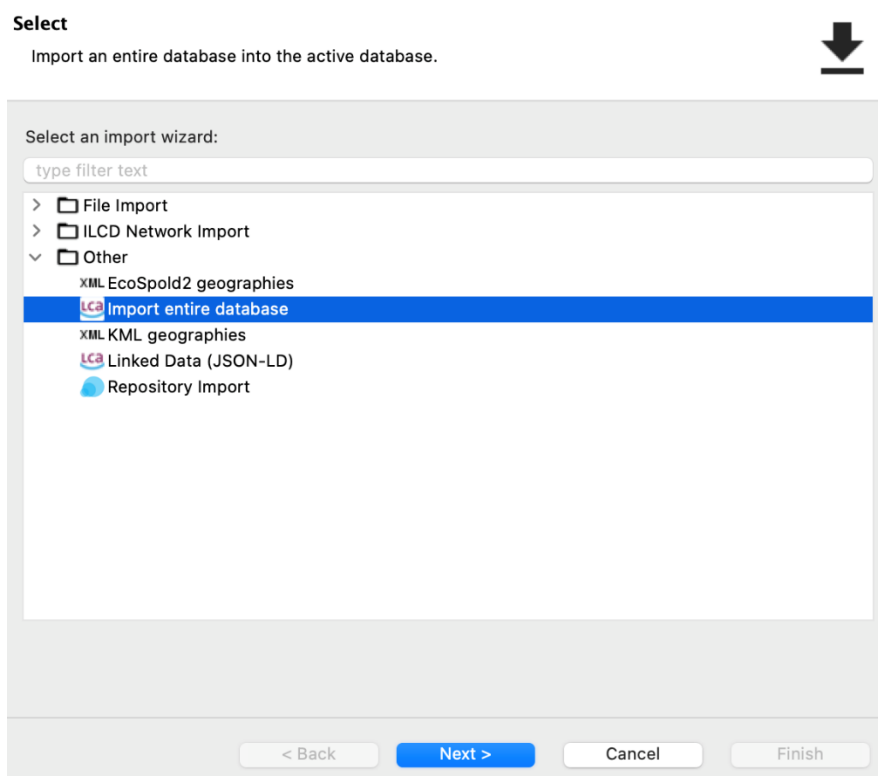 Select
Import an entire database into the active database.
Select an import wizard:
type filter text
File Import
ILCD Network Import
Other
XML EcoSpold2 geographies
LCa Import entire database
XML KML geographies
LCa Linked Data (JSON-LD)
Repository Import
< Back Next > Cancel Finish